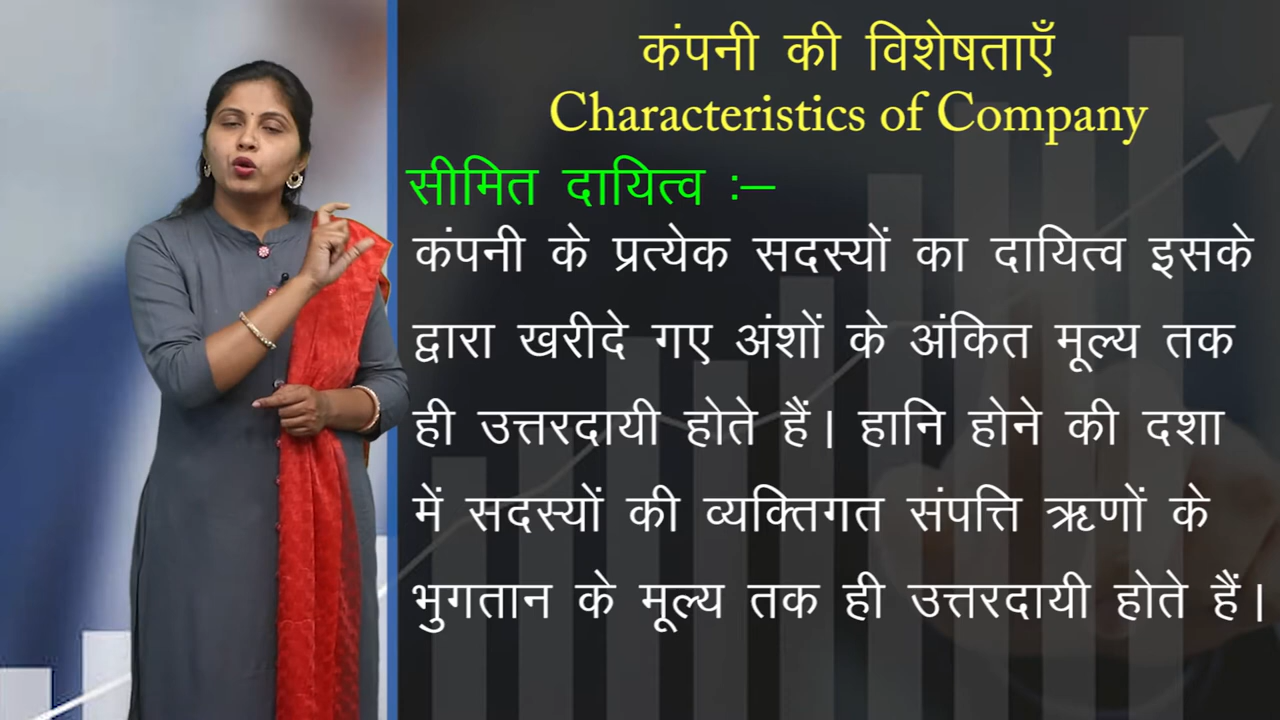 कंपनी की विशेषताएँ
Characteristics of Company
सीमित दायित्व :–
कंपनी के प्रत्येक सदस्यों का दायित्व इसके
द्वारा खरीदे गए अंशों के अंकित मूल्य तक
ही उत्तरदायी होते हैं। हानि होने की दशा
में सदस्यों की व्यक्तिगत संपत्ति ऋणों के
भुगतान के मूल्य तक ही उत्तरदायी होते हैं।